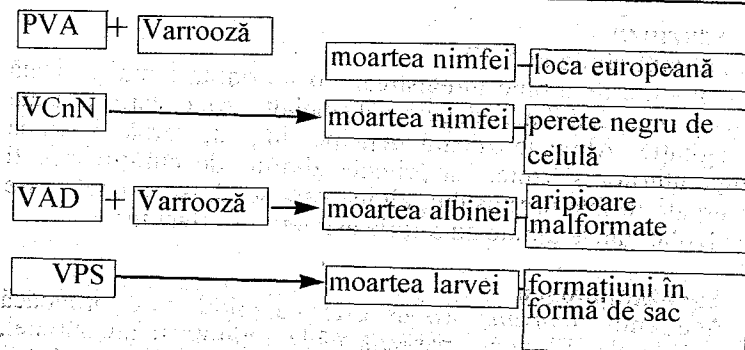 PVA + Varrooză
moartea nimfei loca europeană
VCnN moartea nimfei perete negru de
celulă
VAD + Varrooză moartea albinei aripioare
malformate
VPS moartea larvei formațiuni în
formă de sac